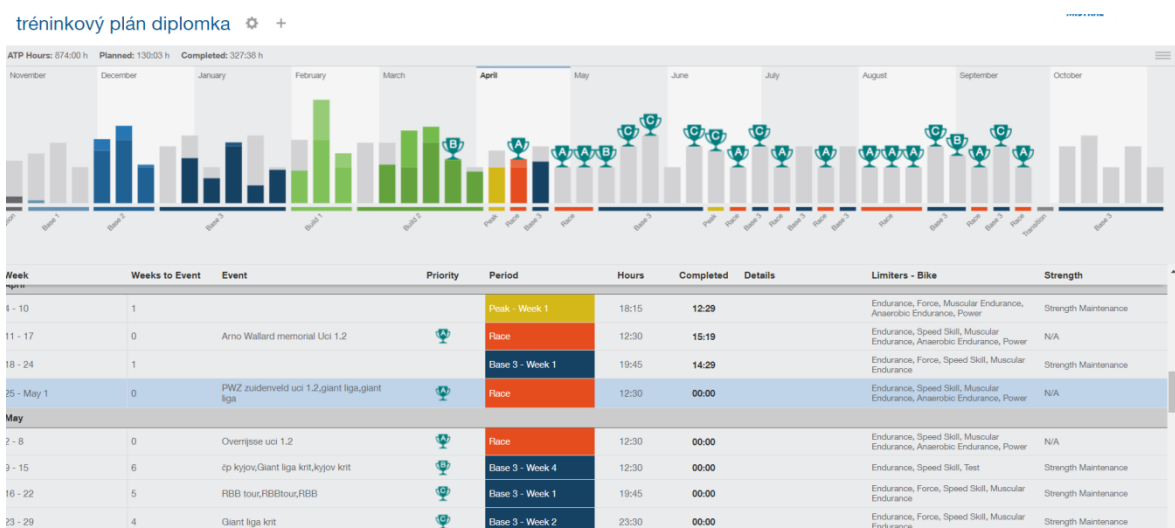 tréninkový plán diplomka
ATP Hours: 874:00 h Planned: 130:03 h Completed: 327:38 h
November December January February March April May June July August September October
B A A A B C C C C A C A A A A A C B A C A
Base 1 Base 2 Base 3 Build 1 Build 2 Peak Race Base 3 Race Base 3 Peak Race Base 3 Race Base 3 Race Base 3 Race Base 3 Race Base 3 Race Transition Base 3
Week Weeks to Event Event Priority Period Hours Completed Details Limiters - Bike Strength
April
4 - 10 1 Peak - Week 1 18:15 12:29 Endurance, Force, Muscular Endurance,
Anaerobic Endurance, Power Strength Maintenance
11 - 17 0 Arno Wallard memorial Uci 1.2 A Race 12:30 15:19 Endurance, Speed Skill, Muscular
Endurance, Anaerobic Endurance, Power N/A
18 - 24 1 Base 3 - Week 1 19:45 14:29 Endurance, Force, Speed Skill, Muscular
Endurance Strength Maintenance
25 - May 1 0 PWZ zuidenveld uci 1.2,giant liga,giant
liga A Race 12:30 00:00 Endurance, Speed Skill, Muscular
Endurance, Anaerobic Endurance, Power N/A
May
2 - 8 0 Overrijsse uci 1.2 A Race 12:30 00:00 Endurance, Speed Skill, Muscular
Endurance, Anaerobic Endurance, Power N/A
9 - 15 6 čp kyjov,Giant liga krit,kyjov krit B Base 3 - Week 4 12:30 00:00 Endurance, Speed Skill, Test Strength Maintenance
16 - 22 5 RBB tour,RBBtour,RBB C Base 3 - Week 1 19:45 00:00 Endurance, Force, Speed Skill, Muscular
Endurance Strength Maintenance
23 - 29 4 Giant liga krit C Base 3 - Week 2 23:30 00:00 Endurance, Force, Speed Skill, Muscular
Endurance Strength Maintenance